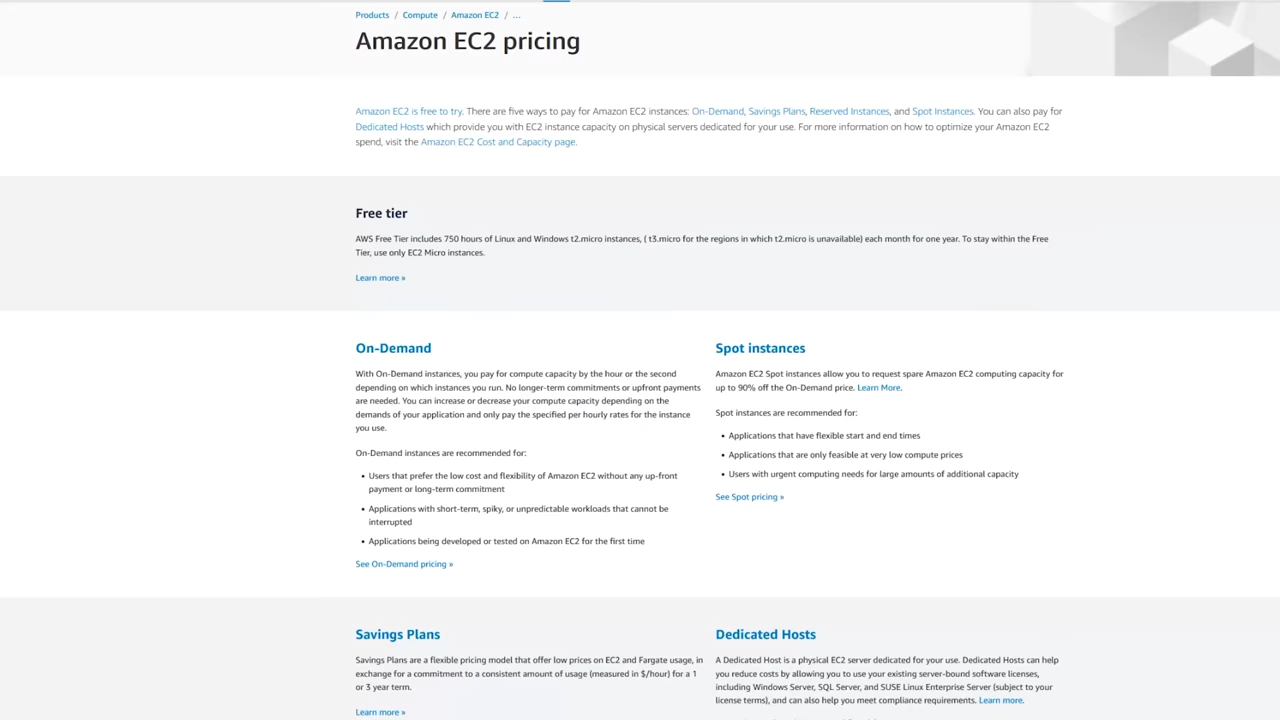 Products / Compute / Amazon EC2 / ...
Amazon EC2 pricing
Amazon EC2 is free to try. There are five ways to pay for Amazon EC2 instances: On-Demand, Savings Plans, Reserved Instances, and Spot Instances. You can also pay for
Dedicated Hosts which provide you with EC2 instance capacity on physical servers dedicated for your use. For more information on how to optimize your Amazon EC2
spend, visit the Amazon EC2 Cost and Capacity page.
Free tier
AWS Free Tier includes 750 hours of Linux and Windows t2.micro instances, ( t3.micro for the regions in which t2.micro is unavailable) each month for one year. To stay within the Free
Tier, use only EC2 Micro instances.
Learn more »
On-Demand
With On-Demand instances, you pay for compute capacity by the hour or the second
depending on which instances you run. No longer-term commitments or upfront payments
are needed. You can increase or decrease your compute capacity depending on the
demands of your application and only pay the specified per hourly rates for the instance
you use.
On-Demand instances are recommended for:
• Users that prefer the low cost and flexibility of Amazon EC2 without any up-front
payment or long-term commitment
• Applications with short-term, spiky, or unpredictable workloads that cannot be
interrupted
• Applications being developed or tested on Amazon EC2 for the first time
See On-Demand pricing »
Spot instances
Amazon EC2 Spot instances allow you to request spare Amazon EC2 computing capacity for
up to 90% off the On-Demand price. Learn More.
Spot instances are recommended for:
• Applications that have flexible start and end times
• Applications that are only feasible at very low compute prices
• Users with urgent computing needs for large amounts of additional capacity
See Spot pricing »
Savings Plans
Savings Plans are a flexible pricing model that offer low prices on EC2 and Fargate usage, in
exchange for a commitment to a consistent amount of usage (measured in $/hour) for a 1
or 3 year term.
Learn more »
Dedicated Hosts
A Dedicated Host is a physical EC2 server dedicated for your use. Dedicated Hosts can help
you reduce costs by allowing you to use your existing server-bound software licenses,
including Windows Server, SQL Server, and SUSE Linux Enterprise Server (subject to your
license terms), and can also help you meet compliance requirements. Learn more.